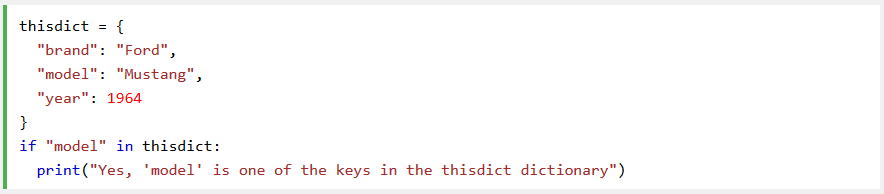 thisdict = {
  "brand": "Ford",
  "model": "Mustang",
  "year": 1964
}
if "model" in thisdict:
  print("Yes, 'model' is one of the keys in the thisdict dictionary")